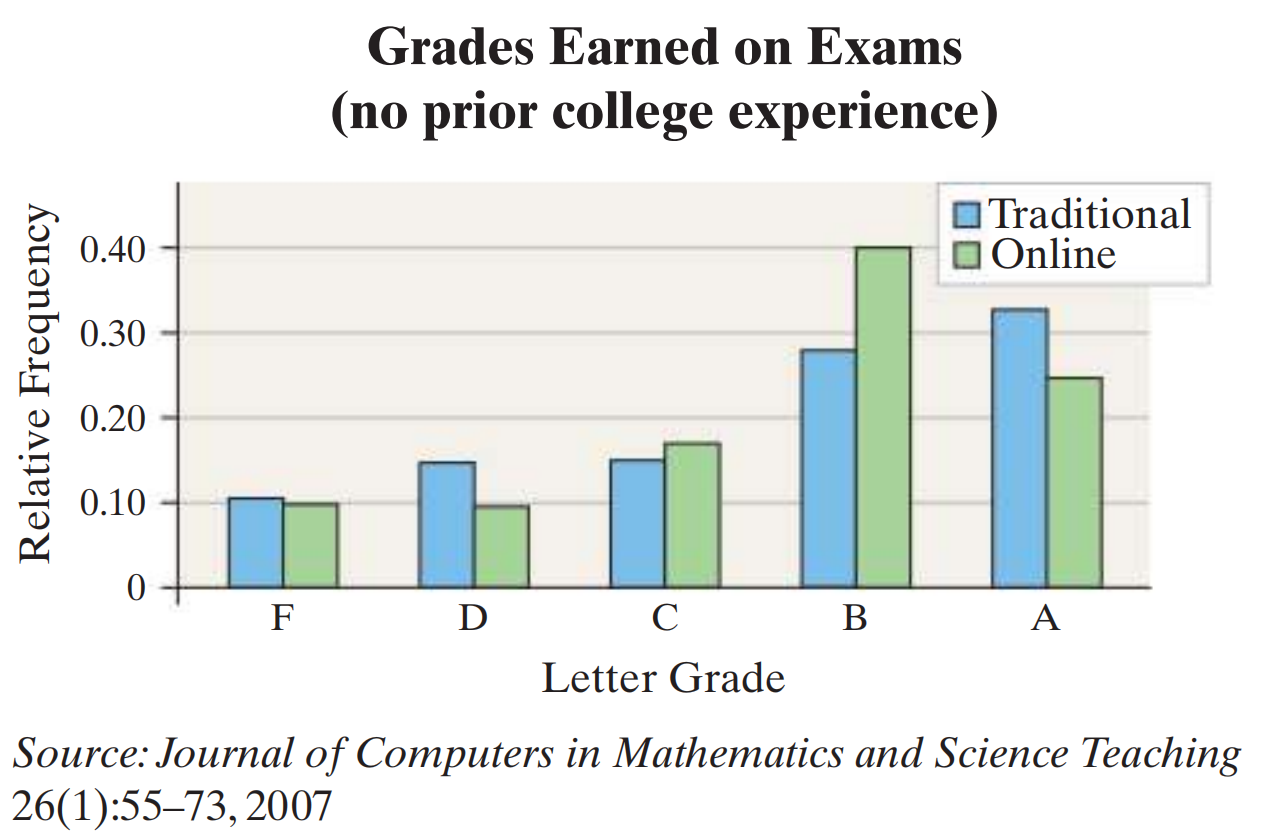 Grades Earned on Exams
(no prior college experience)
Traditional
Online
Relative Frequency
0.40
0.30
0.20
0.10
0
F D C B A
Letter Grade
Source: Journal of Computers in Mathematics and Science Teaching
26(1):55–73, 2007